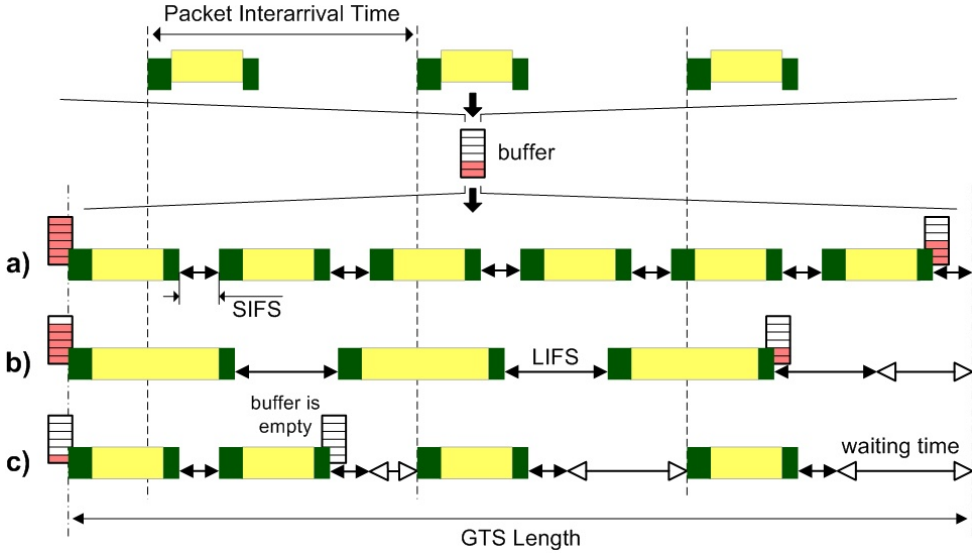 Packet Interarrival Time
buffer
a)
SIFS
b)
LIFS
buffer is
empty
c)
waiting time
GTS Length